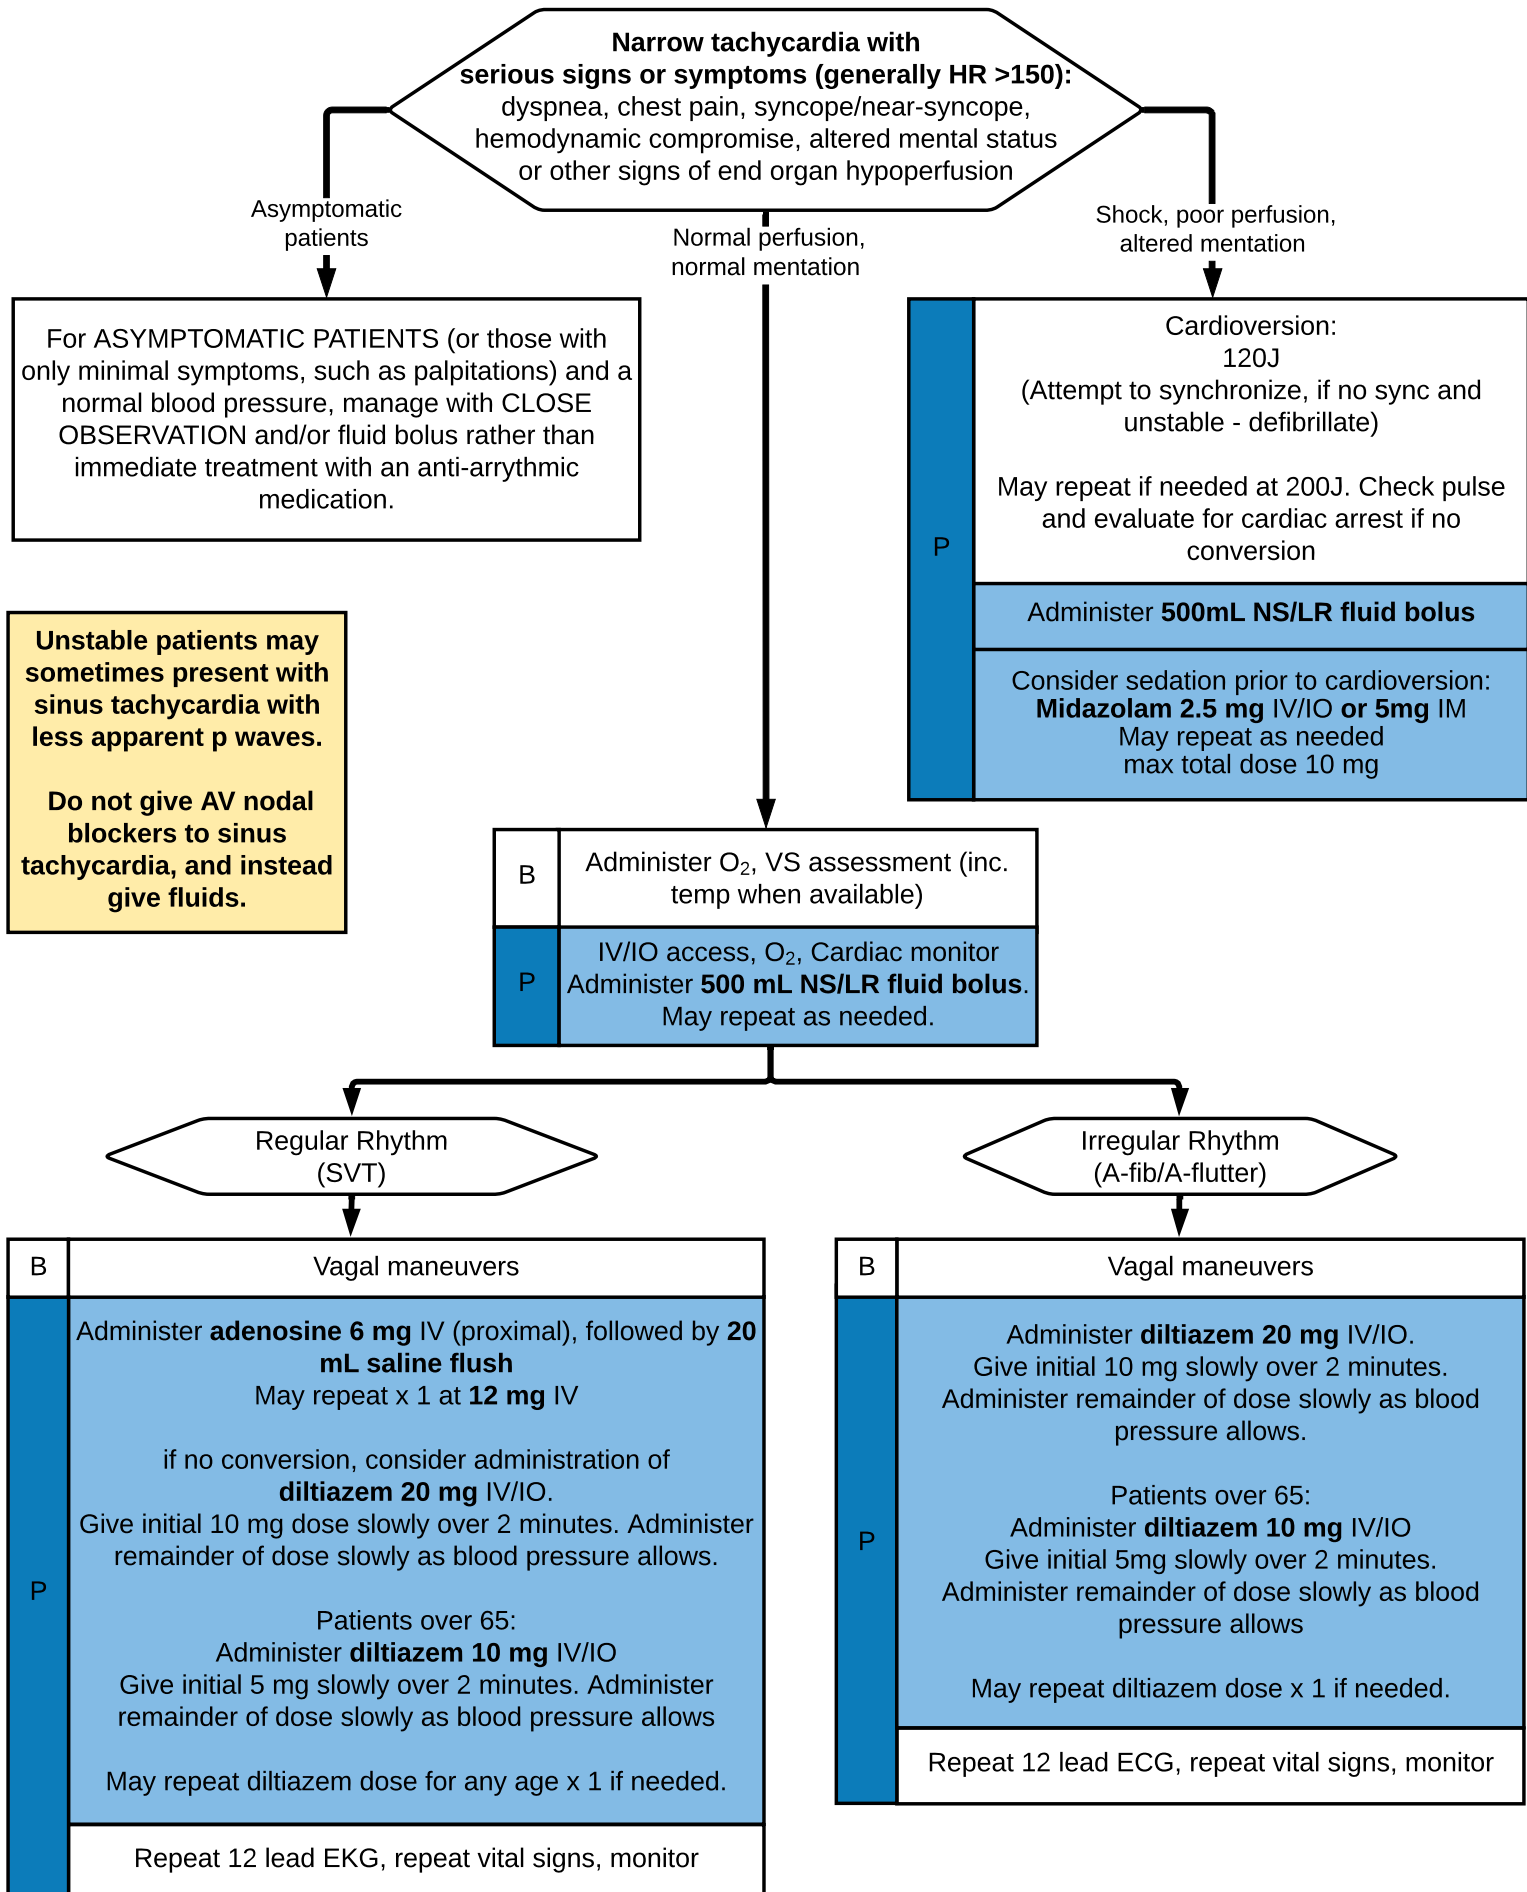 Narrow tachycardia with
serious signs or symptoms (generally HR >150):
dyspnea, chest pain, syncope/near-syncope,
hemodynamic compromise, altered mental status
or other signs of end organ hypoperfusion
Asymptomatic
patients
Normal perfusion,
normal mentation
Shock, poor perfusion,
altered mentation
For ASYMPTOMATIC PATIENTS (or those with
only minimal symptoms, such as palpitations) and a
normal blood pressure, manage with CLOSE
OBSERVATION and/or fluid bolus rather than
immediate treatment with an anti-arrythmic
medication.
P
Cardioversion:
120J
(Attempt to synchronize, if no sync and
unstable - defibrillate)
May repeat if needed at 200J. Check pulse
and evaluate for cardiac arrest if no
conversion
Administer 500mL NS/LR fluid bolus
Consider sedation prior to cardioversion:
Midazolam 2.5 mg IV/IO or 5mg IM
May repeat as needed
max total dose 10 mg
Unstable patients may
sometimes present with
sinus tachycardia with
less apparent p waves.
Do not give AV nodal
blockers to sinus
tachycardia, and instead
give fluids.
B
Administer O₂, VS assessment (inc.
temp when available)
P
IV/IO access, O₂, Cardiac monitor
Administer 500 mL NS/LR fluid bolus.
May repeat as needed.
Regular Rhythm
(SVT)
B
Vagal maneuvers
P
Administer adenosine 6 mg IV (proximal), followed by 20
mL saline flush
May repeat x 1 at 12 mg IV
if no conversion, consider administration of
diltiazem 20 mg IV/IO.
Give initial 10 mg dose slowly over 2 minutes. Administer
remainder of dose slowly as blood pressure allows.
Patients over 65:
Administer diltiazem 10 mg IV/IO
Give initial 5 mg slowly over 2 minutes. Administer
remainder of dose slowly as blood pressure allows
May repeat diltiazem dose for any age x 1 if needed.
Repeat 12 lead EKG, repeat vital signs, monitor
Irregular Rhythm
(A-fib/A-flutter)
B
Vagal maneuvers
P
Administer diltiazem 20 mg IV/IO.
Give initial 10 mg slowly over 2 minutes.
Administer remainder of dose slowly as blood
pressure allows.
Patients over 65:
Administer diltiazem 10 mg IV/IO
Give initial 5mg slowly over 2 minutes.
Administer remainder of dose slowly as blood
pressure allows
May repeat diltiazem dose x 1 if needed.
Repeat 12 lead ECG, repeat vital signs, monitor